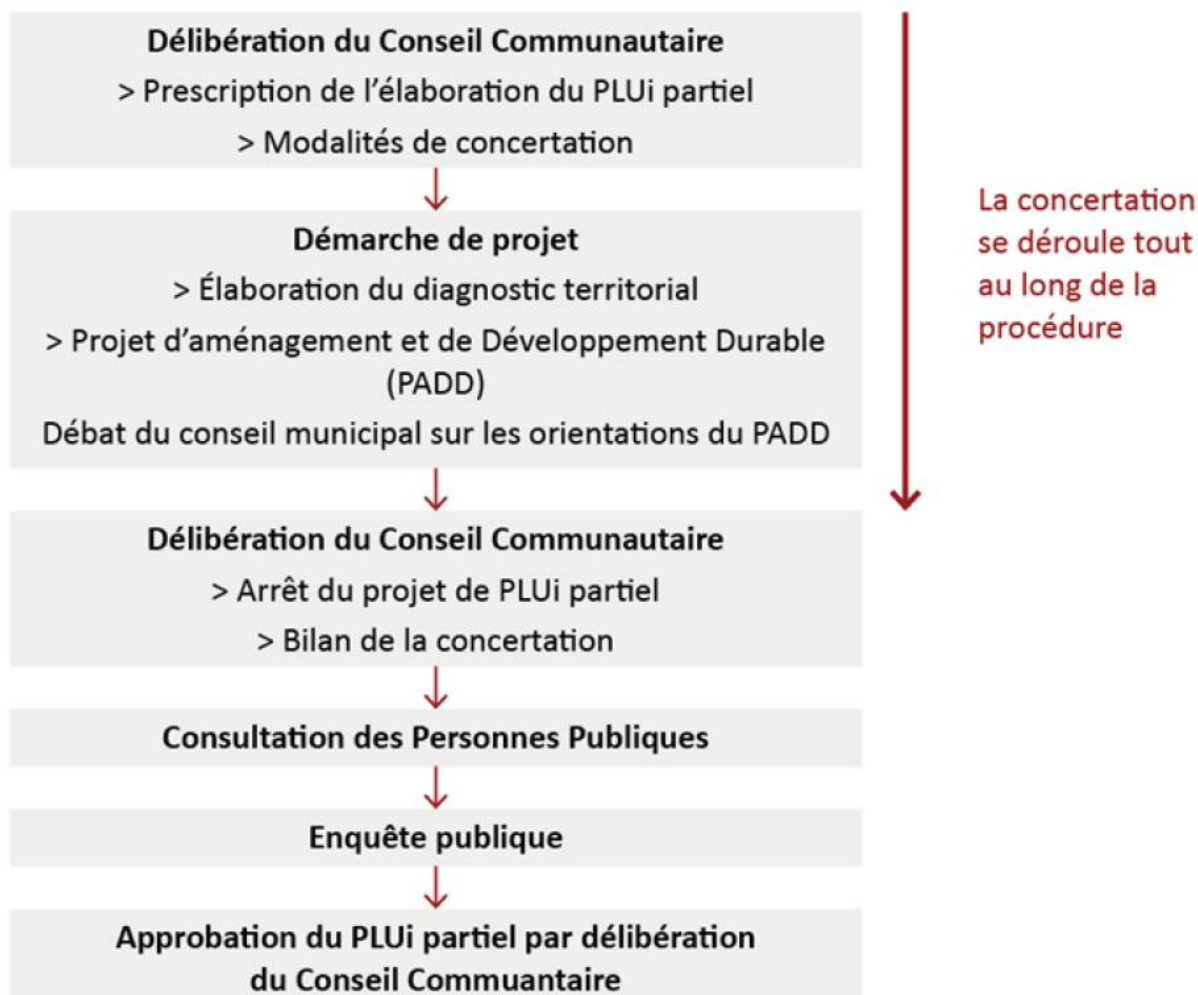 Délibération du Conseil Communautaire
> Prescription de l'élaboration du PLUi partiel
> Modalités de concertation
Démarche de projet
> Élaboration du diagnostic territorial
> Projet d'aménagement et de Développement Durable
(PADD)
Débat du conseil municipal sur les orientations du PADD
Délibération du Conseil Communautaire
> Arrêt du projet de PLUi partiel
> Bilan de la concertation
Consultation des Personnes Publiques
Enquête publique
Approbation du PLUi partiel par délibération
du Conseil Commuantaire
La concertation
se déroule tout
au long de la
procédure